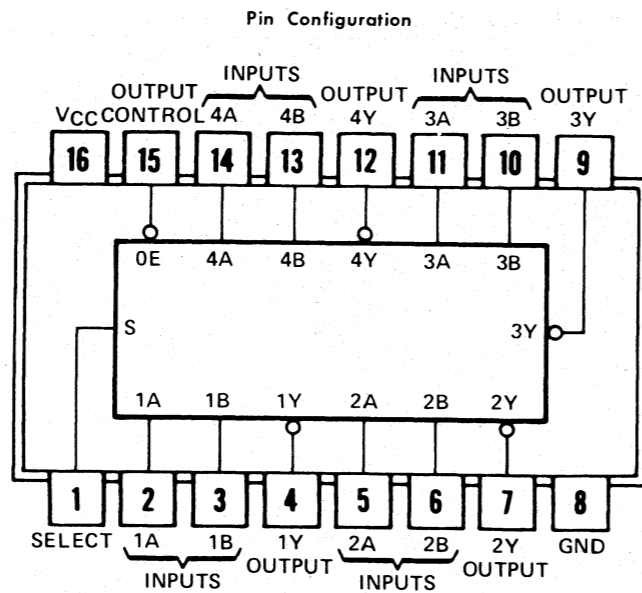 Pin Configuration
INPUTS INPUTS
OUTPUT OUTPUT OUTPUT
VCC CONTROL 4A 4B 4Y 3A 3B 3Y
16 15 14 13 12 11 10 9
0E 4A 4B 4Y 3A 3B
S 3Y
1A 1B 1Y 2A 2B 2Y
1 2 3 4 5 6 7 8
SELECT 1A 1B 1Y 2A 2B 2Y GND
OUTPUT OUTPUT
INPUTS INPUTS